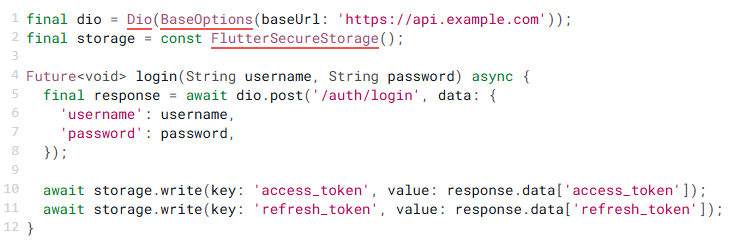 1 final dio = Dio(BaseOptions(baseUrl: 'https://api.example.com'));
2 final storage = const FlutterSecureStorage();
3
4 Future<void> login(String username, String password) async {
5   final response = await dio.post('/auth/login', data: {
6     'username': username,
7     'password': password,
8   });
9
10   await storage.write(key: 'access_token', value: response.data['access_token']);
11   await storage.write(key: 'refresh_token', value: response.data['refresh_token']);
12 }